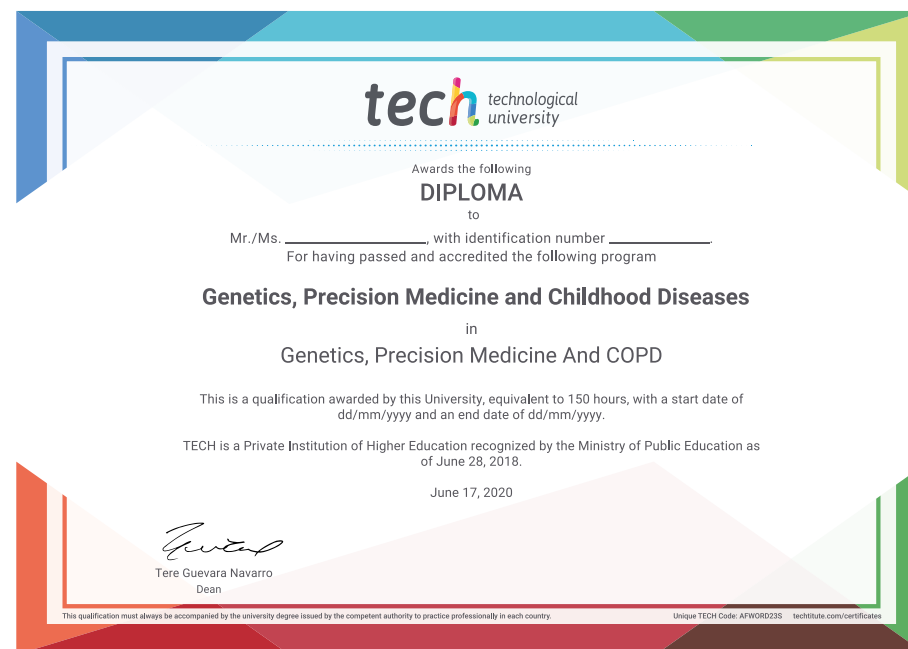 tech technological
university
Awards the following
DIPLOMA
to
Mr./Ms. ____________, with identification number ____________.
For having passed and accredited the following program
Genetics, Precision Medicine and Childhood Diseases
in
Genetics, Precision Medicine And COPD
This is a qualification awarded by this University, equivalent to 150 hours, with a start date of
dd/mm/yyyy and an end date of dd/mm/yyyy.
TECH is a Private Institution of Higher Education recognized by the Ministry of Public Education as
of June 28, 2018.
June 17, 2020
Tere Guevara Navarro
Dean
This qualification must always be accompanied by the university degree issued by the competent authority to practice professionally in each country.
Unique TECH Code: AFWORD23S techtitute.com/certificates